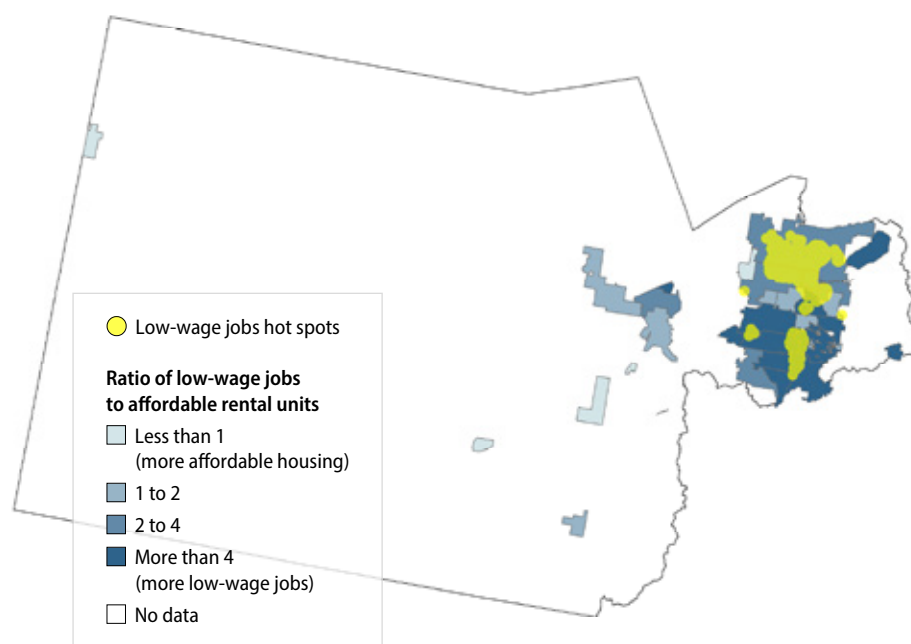 Low-wage jobs hot spots
Ratio of low-wage jobs
to affordable rental units
Less than 1
(more affordable housing)
1 to 2
2 to 4
More than 4
(more low-wage jobs)
No data